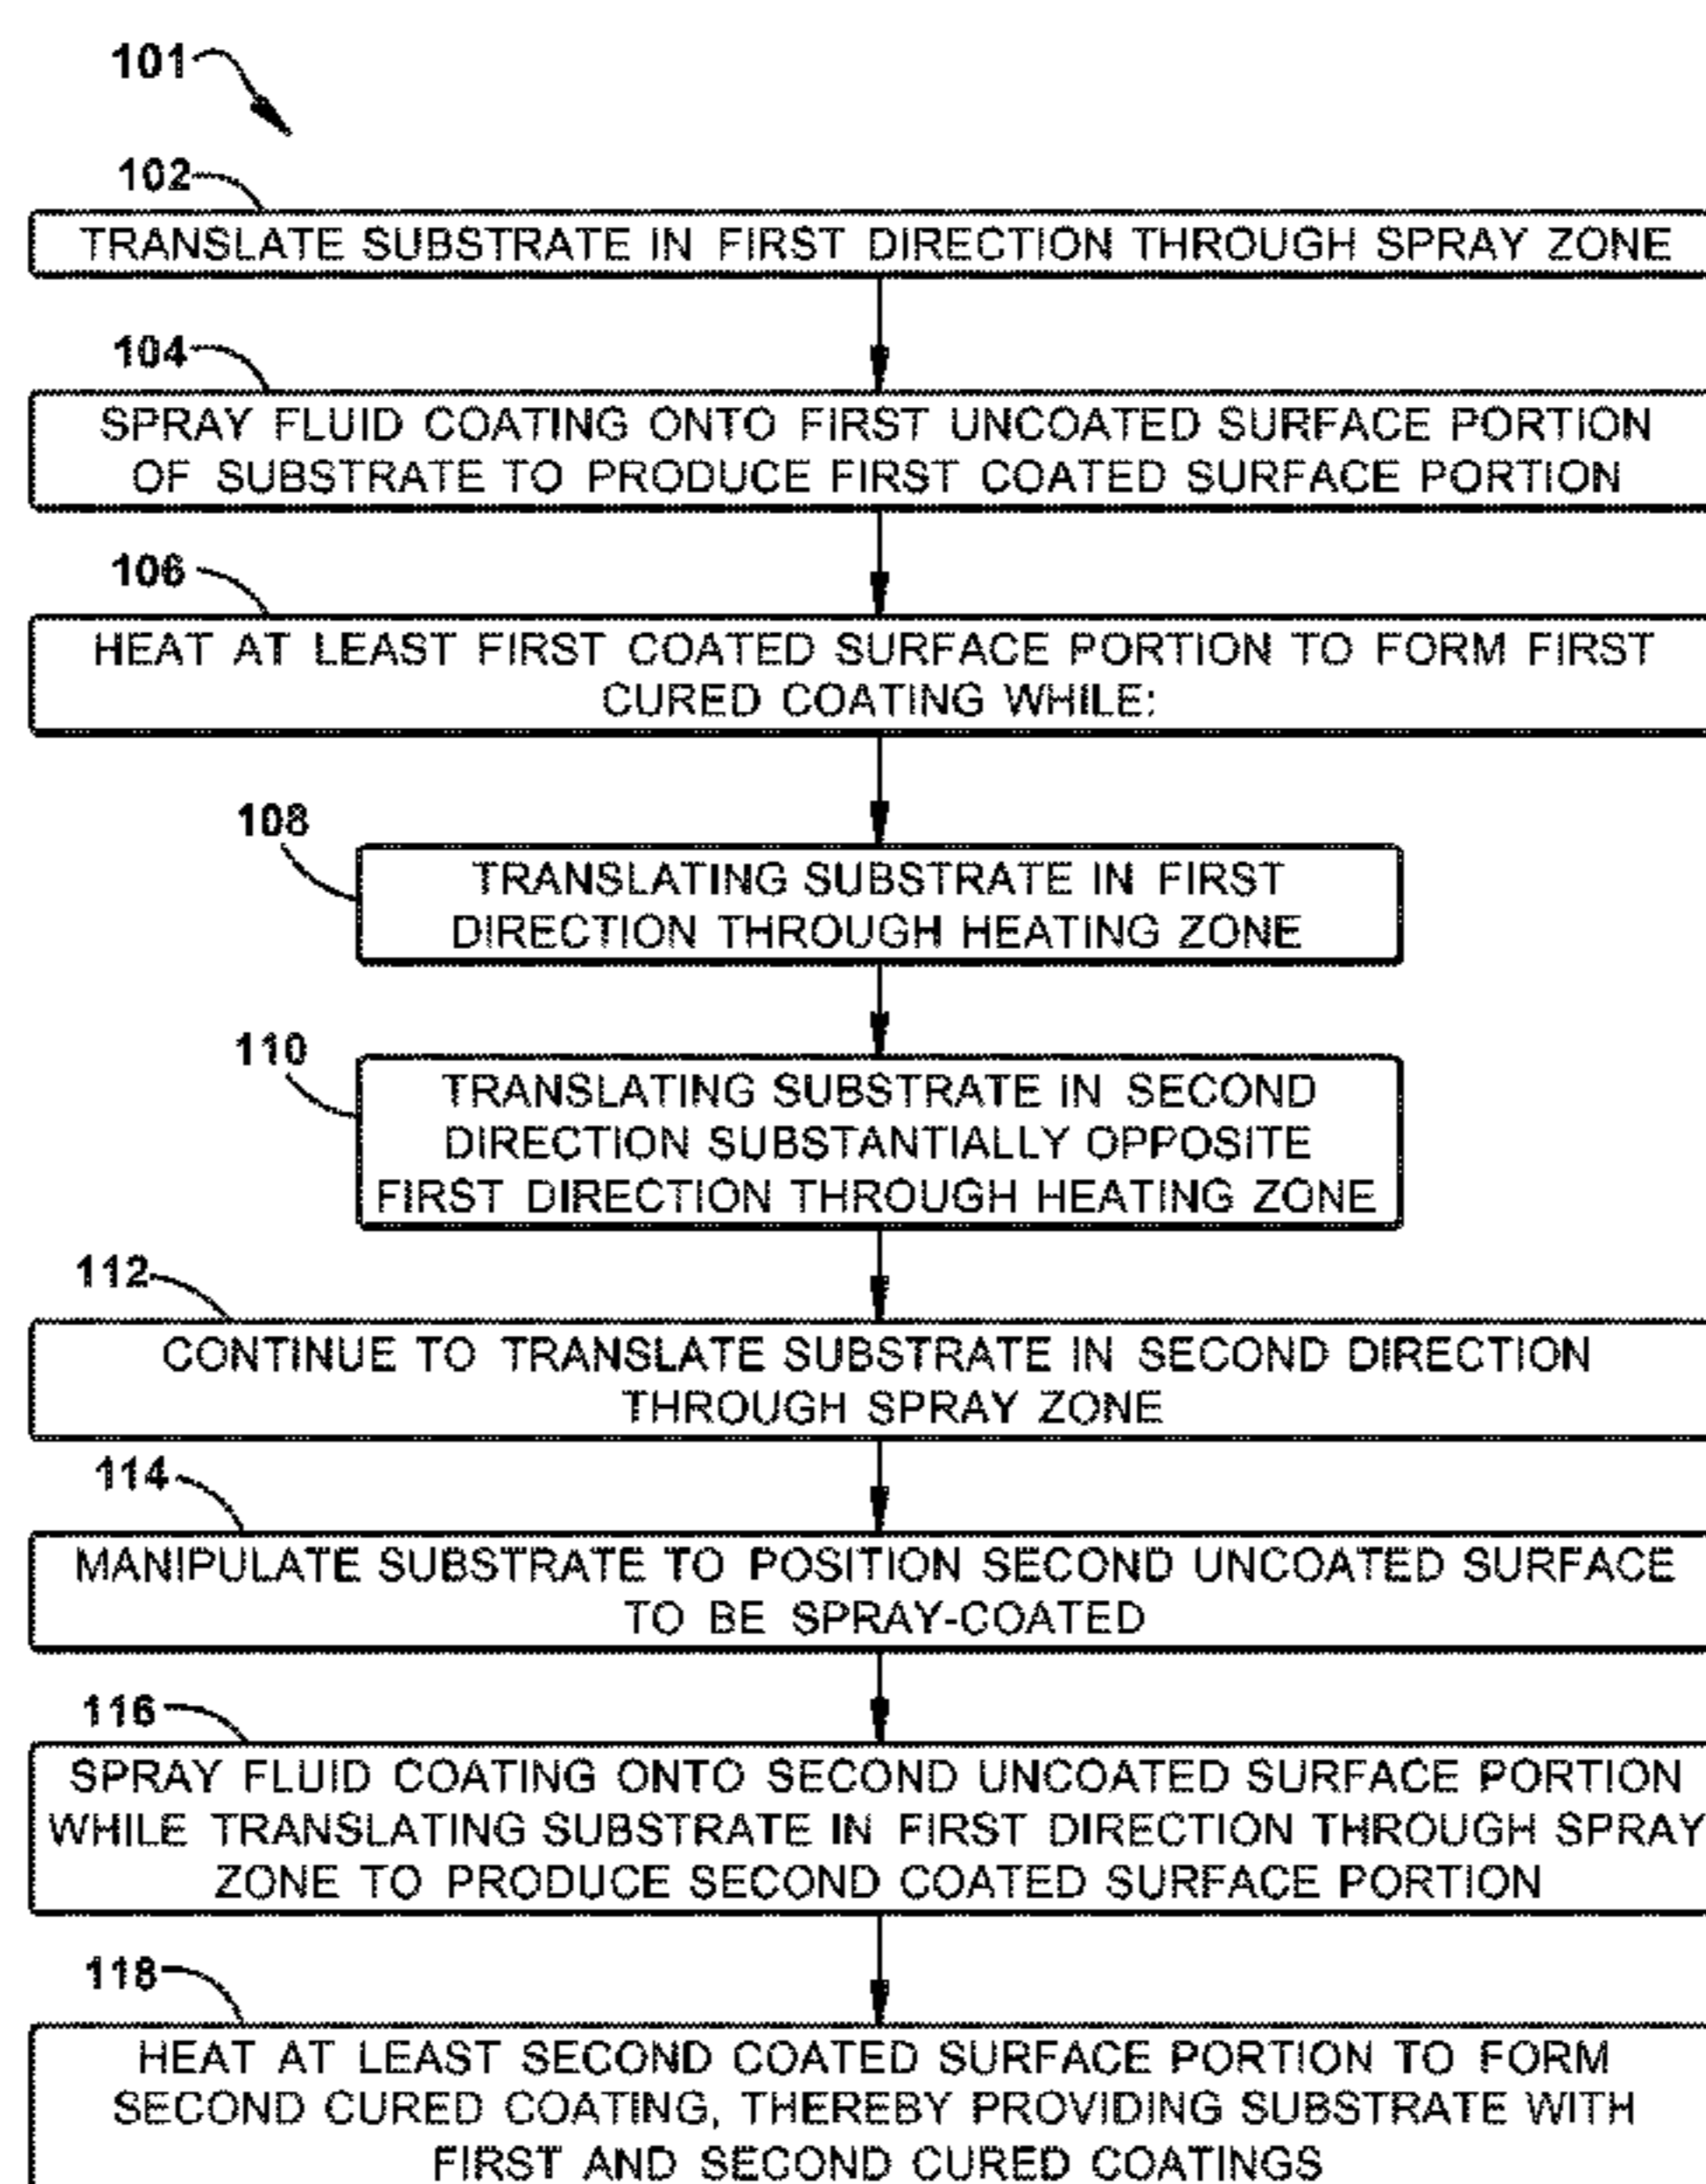 101
102
TRANSLATE SUBSTRATE IN FIRST DIRECTION THROUGH SPRAY ZONE
104
SPRAY FLUID COATING ONTO FIRST UNCOATED SURFACE PORTION
OF SUBSTRATE TO PRODUCE FIRST COATED SURFACE PORTION
106
HEAT AT LEAST FIRST COATED SURFACE PORTION TO FORM FIRST
CURED COATING WHILE:
108
TRANSLATING SUBSTRATE IN FIRST
DIRECTION THROUGH HEATING ZONE
110
TRANSLATING SUBSTRATE IN SECOND
DIRECTION SUBSTANTIALLY OPPOSITE
FIRST DIRECTION THROUGH HEATING ZONE
112
CONTINUE TO TRANSLATE SUBSTRATE IN SECOND DIRECTION
THROUGH SPRAY ZONE
114
MANIPULATE SUBSTRATE TO POSITION SECOND UNCOATED SURFACE
TO BE SPRAY-COATED
116
SPRAY FLUID COATING ONTO SECOND UNCOATED SURFACE PORTION
WHILE TRANSLATING SUBSTRATE IN FIRST DIRECTION THROUGH SPRAY
ZONE TO PRODUCE SECOND COATED SURFACE PORTION
118
HEAT AT LEAST SECOND COATED SURFACE PORTION TO FORM
SECOND CURED COATING, THEREBY PROVIDING SUBSTRATE WITH
FIRST AND SECOND CURED COATINGS